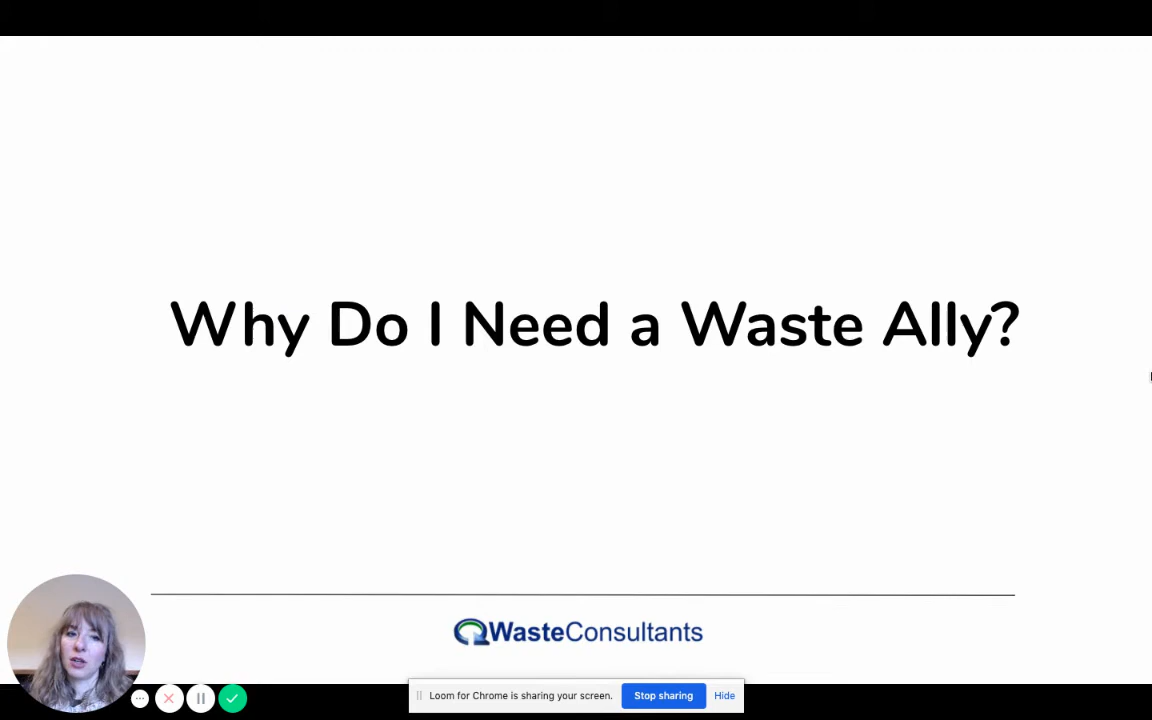 Why Do I Need a Waste Ally?
WasteConsultants
Loom for Chrome is sharing your screen. Stop sharing Hide